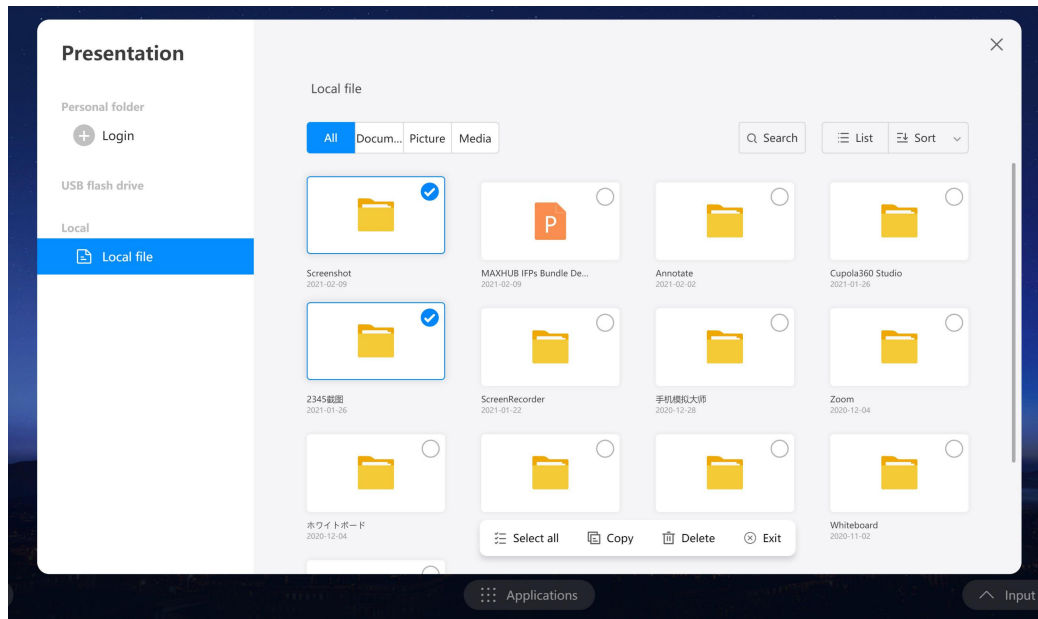 Presentation
Personal folder
Login
USB flash drive
Local
Local file
Local file
All Docum... Picture Media
Search List Sort
P
Screenshot MAXHUB IFPs Bundle De... Annotate Cupola360 Studio
2021-02-09 2021-02-09 2021-02-02 2021-01-26
2345截图 ScreenRecorder 手机模拟大师 Zoom
2021-01-26 2021-01-22 2020-12-28 2020-12-04
ホワイトボード Whiteboard
2020-12-04 2020-11-02
Select all Copy Delete Exit
Applications Input